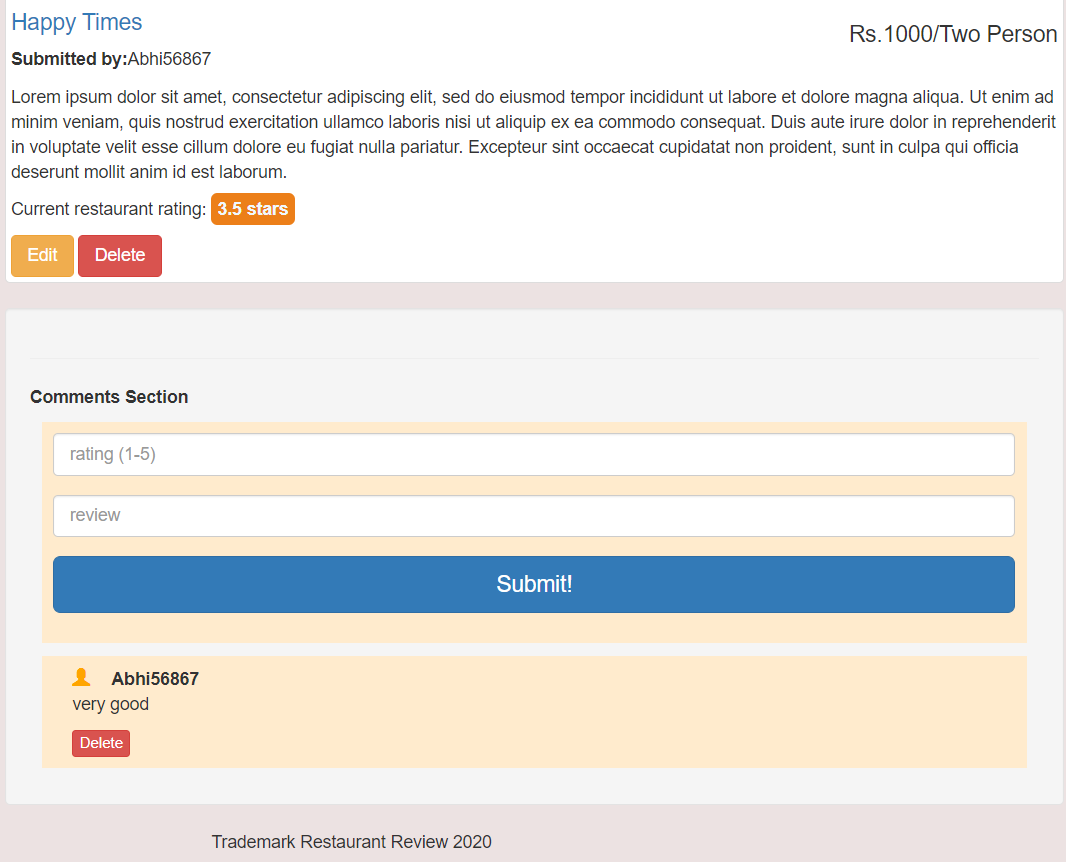 Happy Times
Rs.1000/Two Person
Submitted by:Abhi56867
Lorem ipsum dolor sit amet, consectetur adipiscing elit, sed do eiusmod tempor incididunt ut labore et dolore magna aliqua. Ut enim ad
minim veniam, quis nostrud exercitation ullamco laboris nisi ut aliquip ex ea commodo consequat. Duis aute irure dolor in reprehenderit
in voluptate velit esse cillum dolore eu fugiat nulla pariatur. Excepteur sint occaecat cupidatat non proident, sunt in culpa qui officia
deserunt mollit anim id est laborum.
Current restaurant rating: 3.5 stars
Edit Delete
Comments Section
rating (1-5)
review
Submit!
Abhi56867
very good
Delete
Trademark Restaurant Review 2020